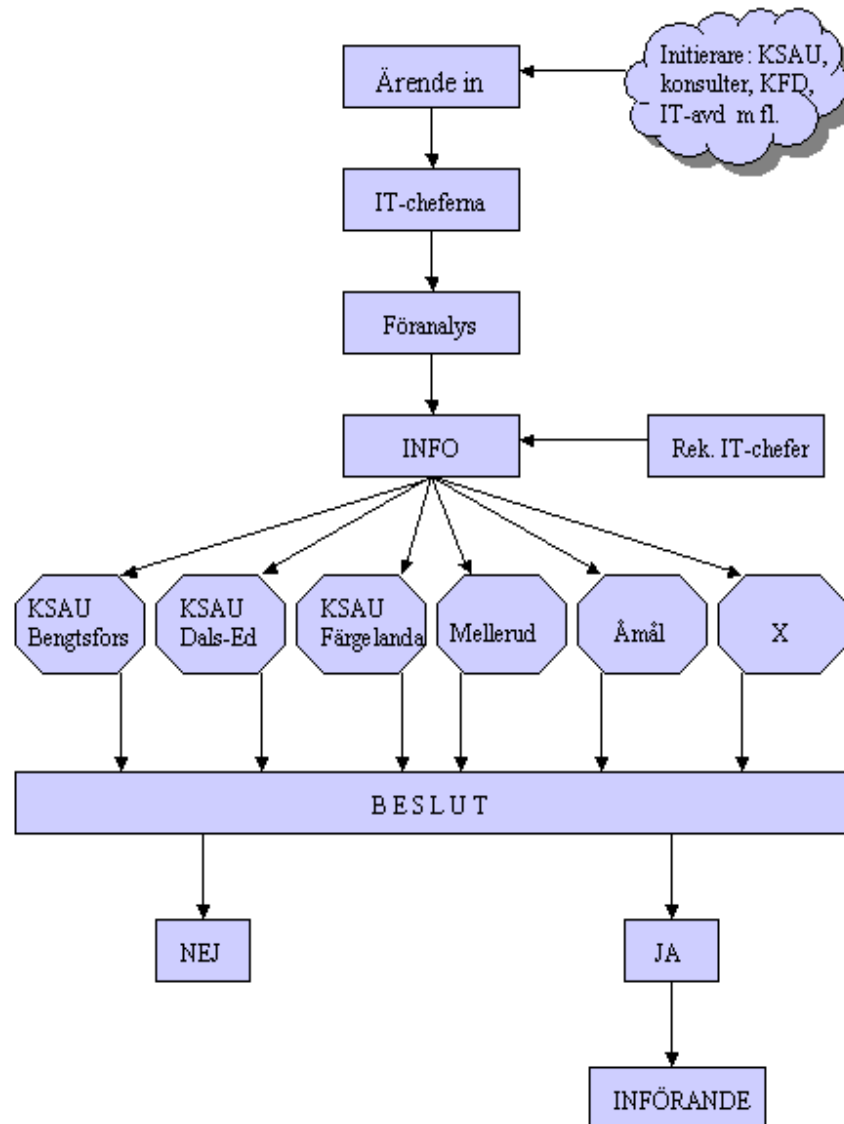 Initierare: KSAU,
konsulter, KFD,
IT-avd m fl.
Ärende in
IT-cheferna
Föranalys
INFO
Rek. IT-chefer
KSAU
Bengtsfors
KSAU
Dals-Ed
KSAU
Färgelanda
Mellerud
Åmål
X
B E S L U T
NEJ
JA
INFÖRANDE